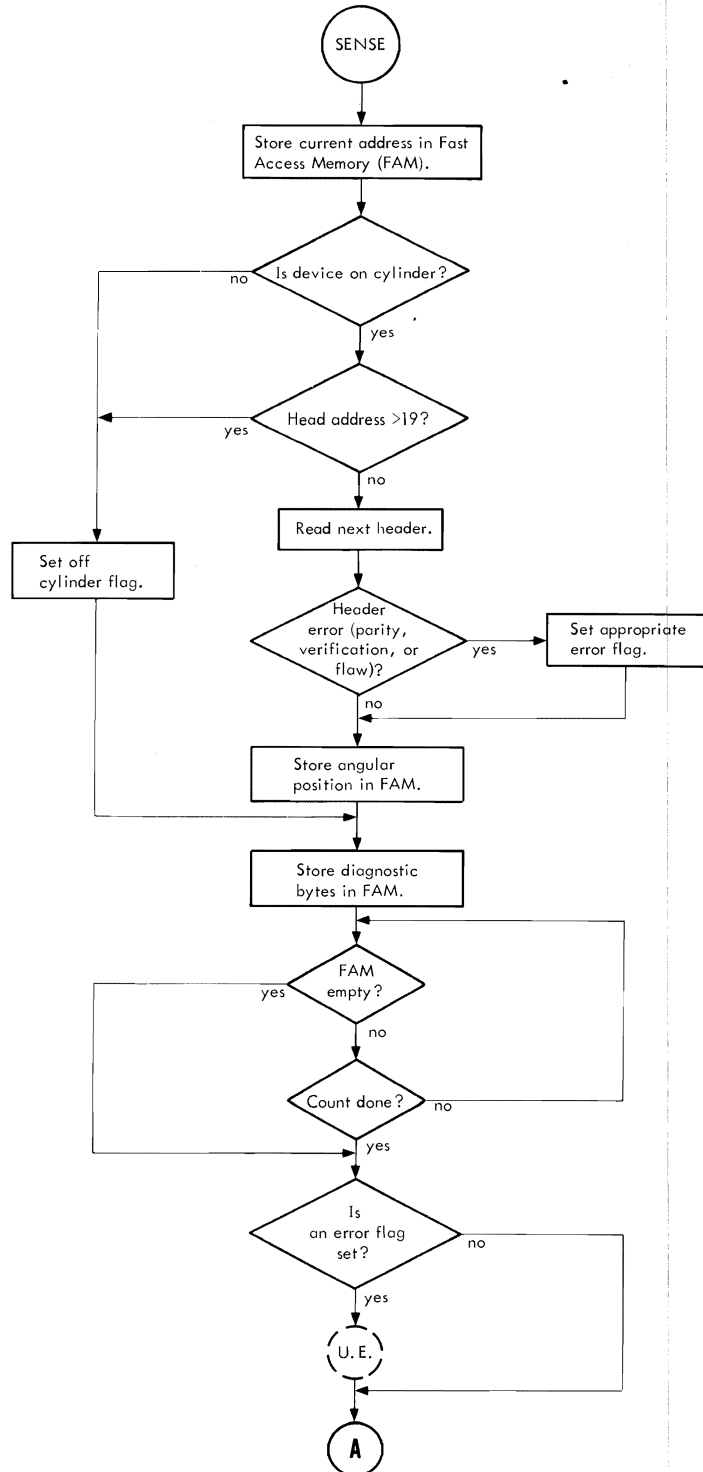 SENSE
Store current address in Fast
Access Memory (FAM).
Is device on cylinder?
no
yes
Head address >19?
yes
no
Read next header.
Set off
cylinder flag.
Header
error (parity,
verification, or
flaw)?
yes
Set appropriate
error flag.
no
Store angular
position in FAM.
Store diagnostic
bytes in FAM.
FAM
empty?
yes
no
Count done?
no
yes
Is
an error flag
set?
no
yes
U.E.
A